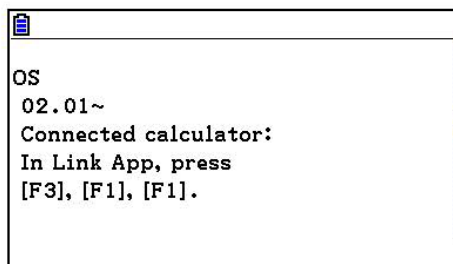 OS
02.01~
Connected calculator:
In Link App, press
[F3], [F1], [F1].